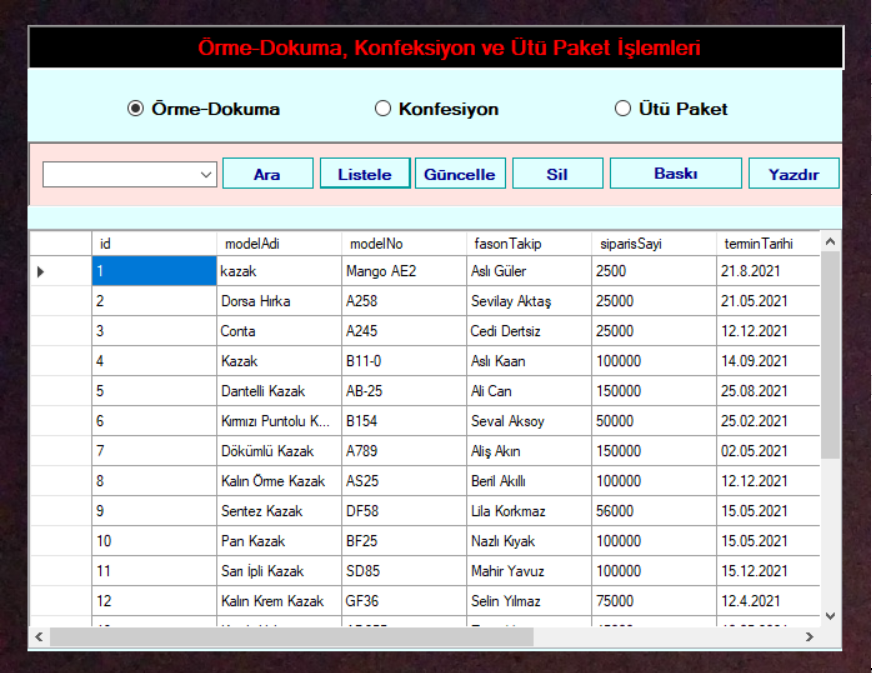 Örme-Dokuma, Konfeksiyon ve Ütü Paket İşlemleri
Örme-Dokuma Konfesiyon Ütü Paket
Ara Listele Güncelle Sil Baskı Yazdır
id modelAdi modelNo fasonTakip siparisSayi terminTarihi
1 kazak Mango AE2 Aslı Güler 2500 21.8.2021
2 Dorsa Hırka A258 Sevilay Aktaş 25000 21.05.2021
3 Conta A245 Cedi Dertsiz 25000 12.12.2021
4 Kazak B11-0 Aslı Kaan 100000 14.09.2021
5 Dantelli Kazak AB-25 Ali Can 150000 25.08.2021
6 Kırmızı Puntolu K... B154 Seval Aksoy 50000 25.02.2021
7 Dökümlü Kazak A789 Aliş Akın 150000 02.05.2021
8 Kalın Örme Kazak AS25 Beril Akıllı 100000 12.12.2021
9 Sentez Kazak DF58 Lila Korkmaz 56000 15.05.2021
10 Pan Kazak BF25 Nazlı Kıyak 100000 15.05.2021
11 Sarı İpli Kazak SD85 Mahir Yavuz 100000 15.12.2021
12 Kalın Krem Kazak GF36 Selin Yılmaz 75000 12.4.2021